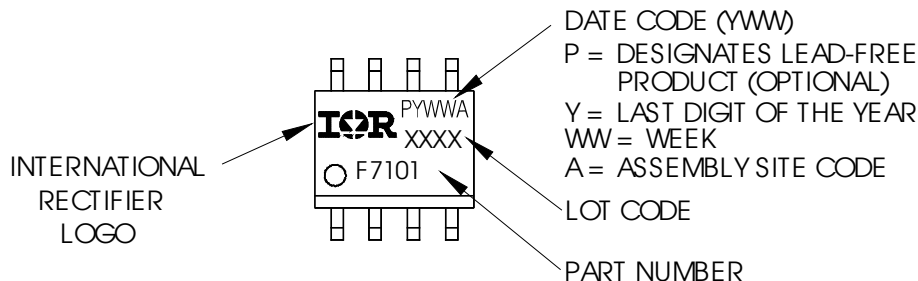 DATE CODE (YWW)
P = DESIGNATES LEAD-FREE
PRODUCT (OPTIONAL)
Y = LAST DIGIT OF THE YEAR
WW = WEEK
A = ASSEMBLY SITE CODE
LOT CODE
PART NUMBER
INTERNATIONAL
RECTIFIER
LOGO
PYWWA
IOR
XXXX
F7101